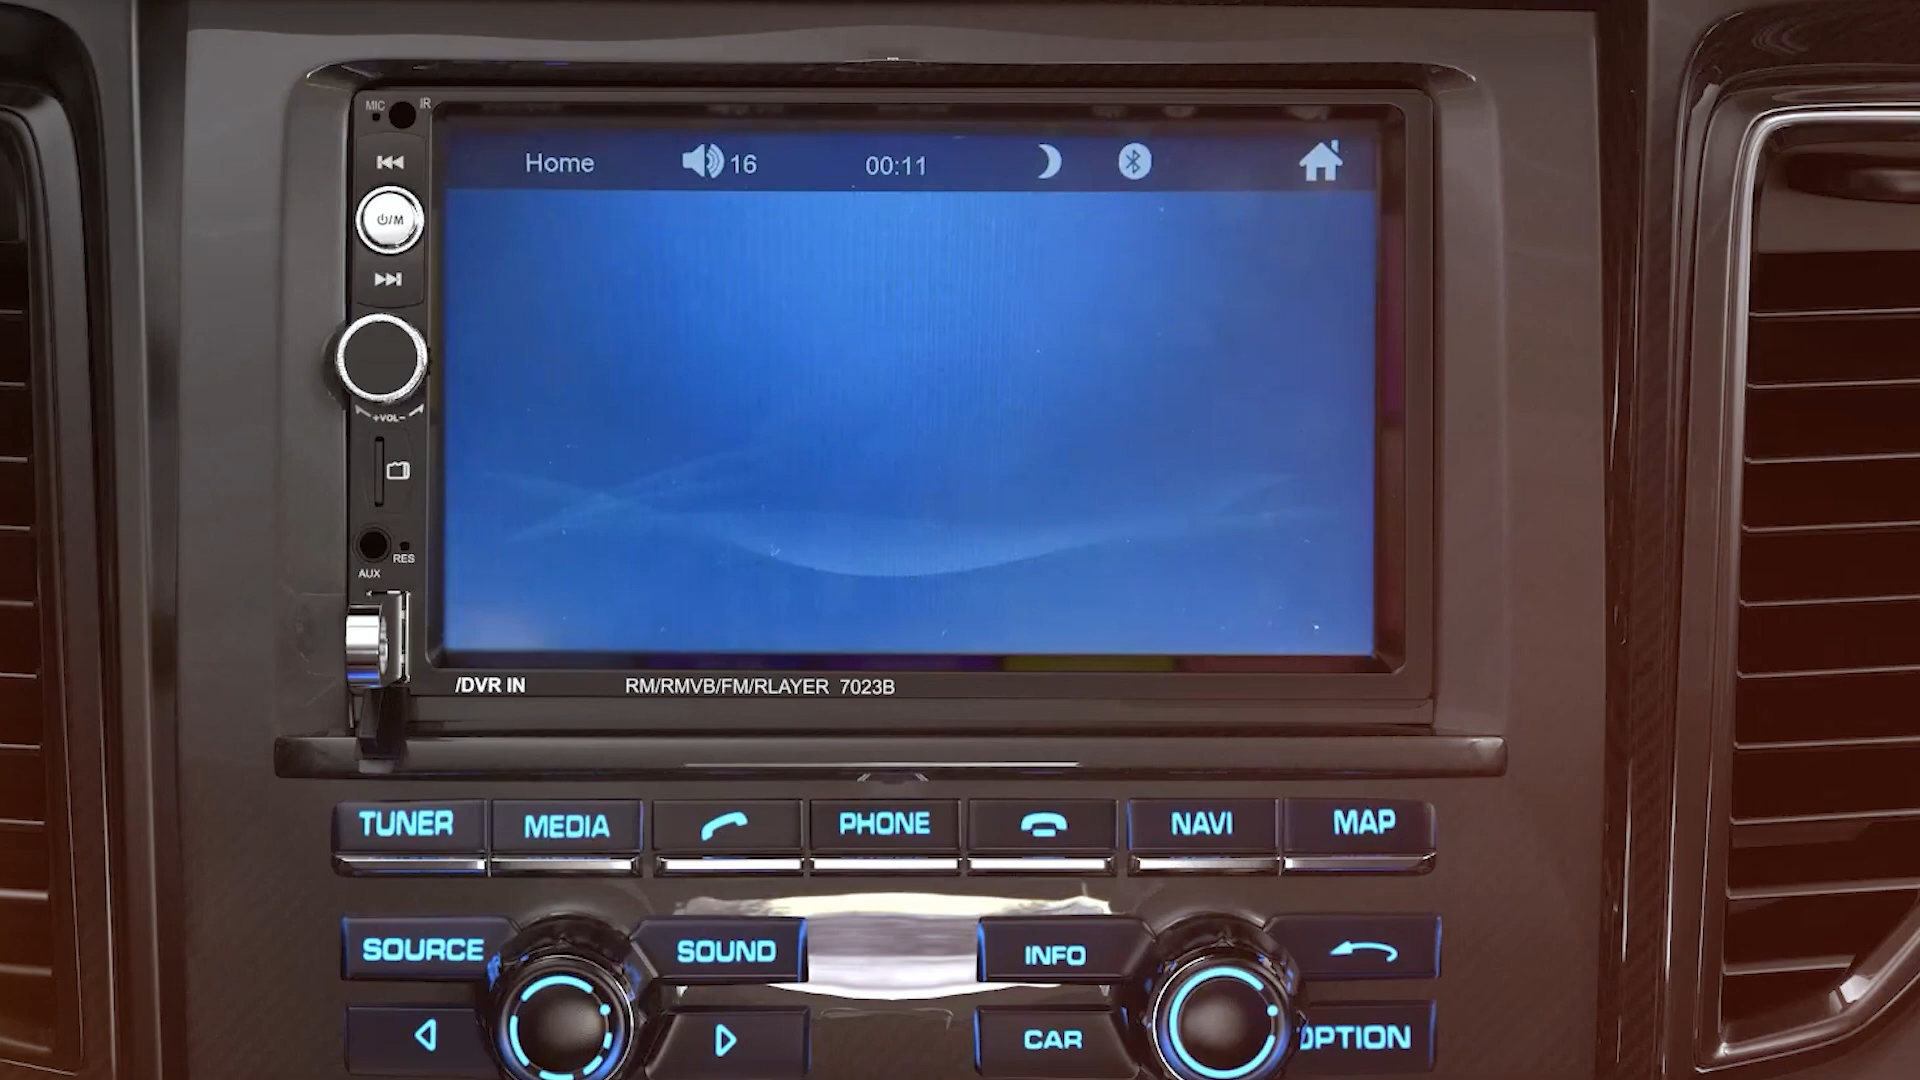 MIC IR
Home 16 00:11
⏻/M
+VOL-
RES
AUX
/DVR IN RM/RMVB/FM/RLAYER 7023B
TUNER MEDIA PHONE NAVI MAP
SOURCE SOUND INFO
CAR OPTION